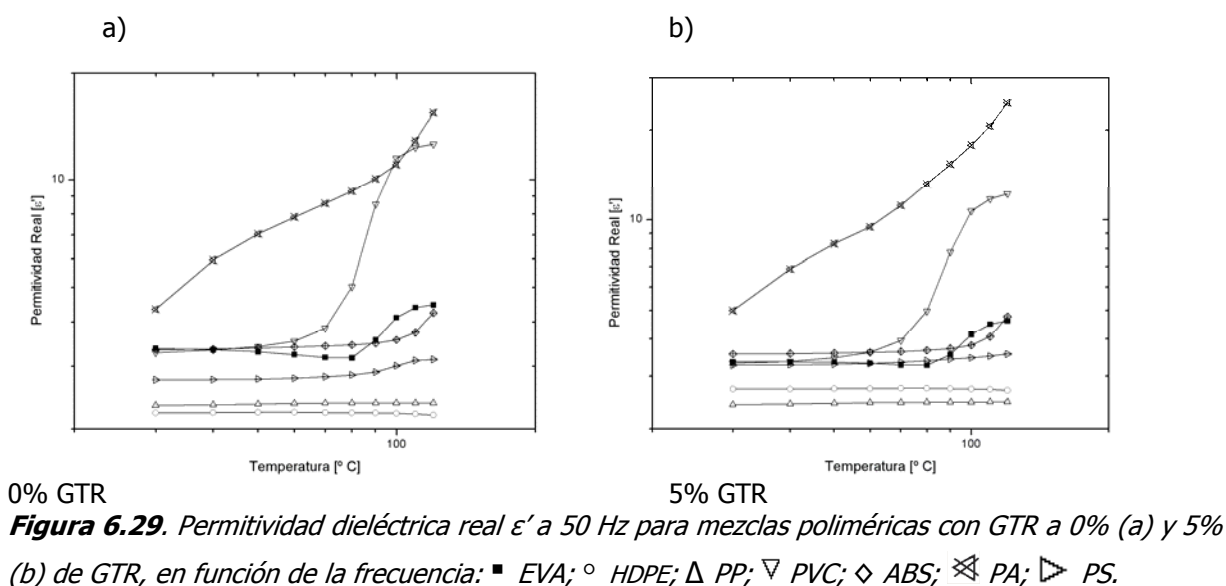 a) b)
10
Permitividad Real [ε']
100
Temperatura [º C]
10
Permitividad Real [ε']
100
Temperatura [º C]
0% GTR 5% GTR
Figura 6.29. Permitividad dieléctrica real ε' a 50 Hz para mezclas poliméricas con GTR a 0% (a) y 5%
(b) de GTR, en función de la frecuencia: ■ EVA; ○ HDPE; Δ PP; ▽ PVC; ◇ ABS; PA; PS.